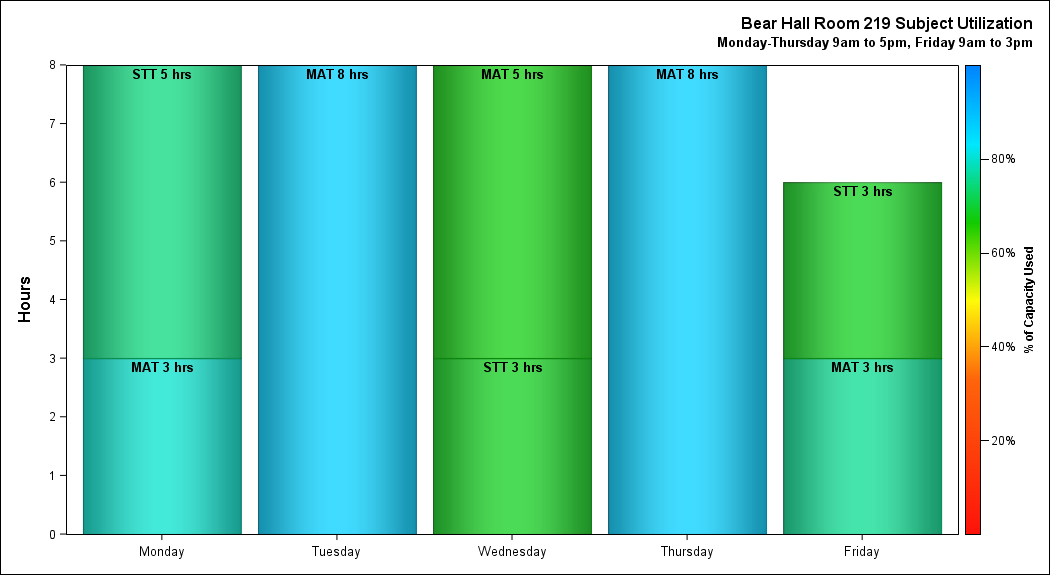 Bear Hall Room 219 Subject Utilization
Monday-Thursday 9am to 5pm, Friday 9am to 3pm
8
7
6
5
4
3
2
1
0
Hours
STT 5 hrs
MAT 8 hrs
MAT 5 hrs
MAT 8 hrs
STT 3 hrs
MAT 3 hrs
STT 3 hrs
MAT 3 hrs
Monday
Tuesday
Wednesday
Thursday
Friday
80%
60%
40%
20%
% of Capacity Used